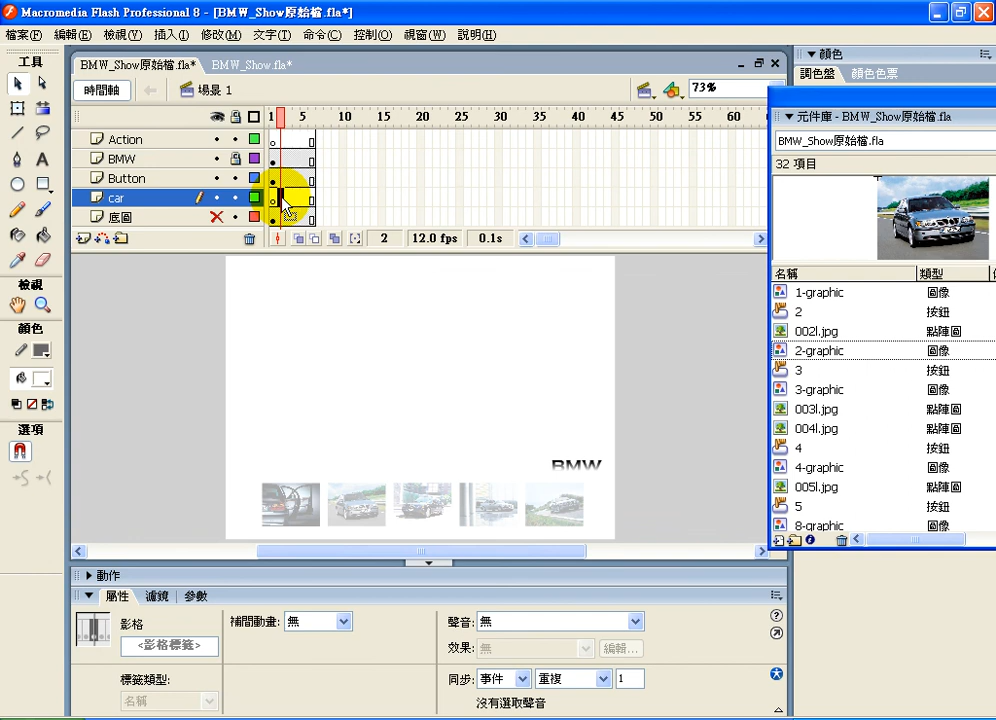 Macromedia Flash Professional 8 - [BMW_Show原始檔.fla*]
檔案(F) 編輯(E) 檢視(V) 插入(I) 修改(M) 文字(T) 命令(C) 控制(O) 視窗(W) 說明(H)
工具
BMW_Show原始檔.fla* BMW_Show.fla*
時間軸 場景 1 73%
1 5 10 15 20 25 30 35 40 45 50 55 60
Action
BMW
Button
car
底圖
2 12.0 fps 0.1s
檢視
顏色
選項
BMW
顏色
調色盤 顏色色票
元件庫 - BMW_Show原始檔.fla
BMW_Show原始檔.fla
32 項目
名稱 類型
1-graphic 圖像
2 按鈕
002l.jpg 點陣圖
2-graphic 圖像
3 按鈕
3-graphic 圖像
003l.jpg 點陣圖
004l.jpg 點陣圖
4 按鈕
4-graphic 圖像
005l.jpg 點陣圖
5 按鈕
8-graphic 圖像
動作
屬性 濾鏡 參數
影格
<影格標籤>
標籤類型:
名稱
補間動畫: 無
聲音: 無
效果: 無 編輯...
同步: 事件 重複 1
沒有選取聲音